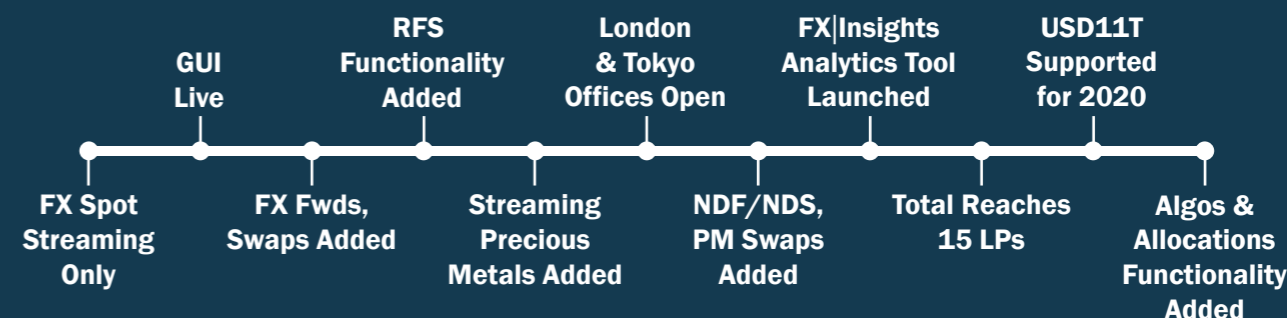 FX Spot
Streaming
Only
GUI
Live
FX Fwds,
Swaps Added
RFS
Functionality
Added
Streaming
Precious
Metals Added
London
& Tokyo
Offices Open
NDF/NDS,
PM Swaps
Added
FX|Insights
Analytics Tool
Launched
Total Reaches
15 LPs
USD11T
Supported
for 2020
Algos &
Allocations
Functionality
Added